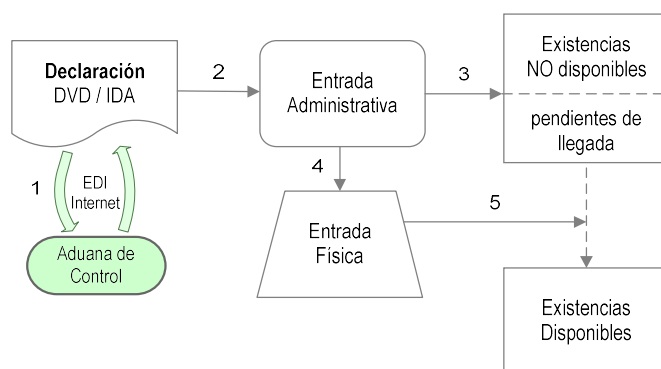 Declaración
DVD / IDA
2
Entrada
Administrativa
3
Existencias
NO disponibles
pendientes de
llegada
1
EDI
Internet
4
Aduana de
Control
Entrada
Física
5
Existencias
Disponibles